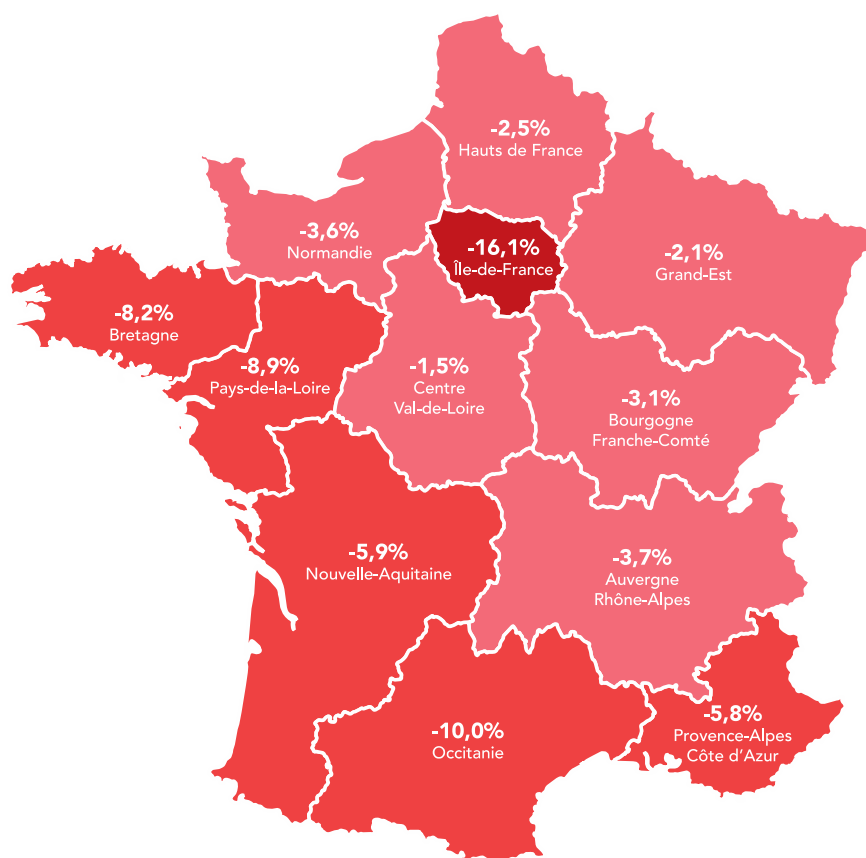 -2,5%
Hauts de France
-3,6%
Normandie
-16,1%
Île-de-France
-2,1%
Grand-Est
-8,2%
Bretagne
-8,9%
Pays-de-la-Loire
-1,5%
Centre
Val-de-Loire
-3,1%
Bourgogne
Franche-Comté
-5,9%
Nouvelle-Aquitaine
-3,7%
Auvergne
Rhône-Alpes
-10,0%
Occitanie
-5,8%
Provence-Alpes
Côte d'Azur